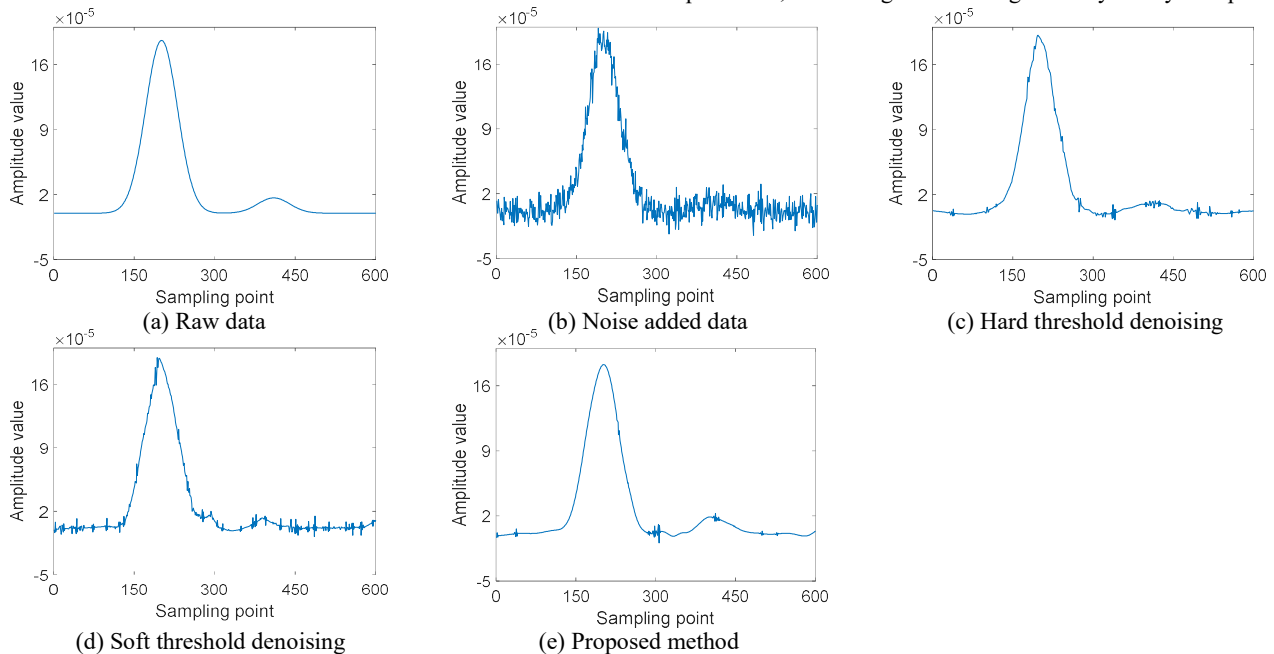 ×10-5
16
9
2
-5
Amplitude value
0 150 300 450 600
Sampling point
(a) Raw data
×10-5
16
9
2
-5
Amplitude value
0 150 300 450 600
Sampling point
(b) Noise added data
×10-5
16
9
2
-5
Amplitude value
0 150 300 450 600
Sampling point
(c) Hard threshold denoising
×10-5
16
9
2
-5
Amplitude value
0 150 300 450 600
Sampling point
(d) Soft threshold denoising
×10-5
16
9
2
-5
Amplitude value
0 150 300 450 600
Sampling point
(e) Proposed method